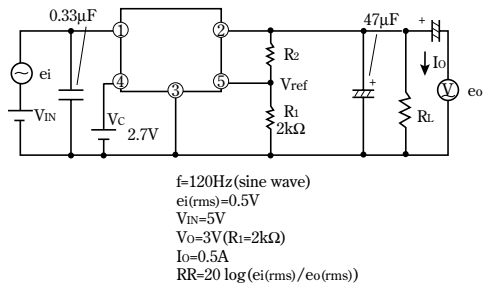 0.33μF
47μF
+
1
2
R2
ei
4
5
Vref
IO
+
3
V
eo
VIN
VC
2.7V
R1
2kΩ
RL
f=120Hz(sine wave)
ei(rms)=0.5V
VIN=5V
VO=3V(R1=2kΩ)
IO=0.5A
RR=20 log(ei(rms)/eo(rms))